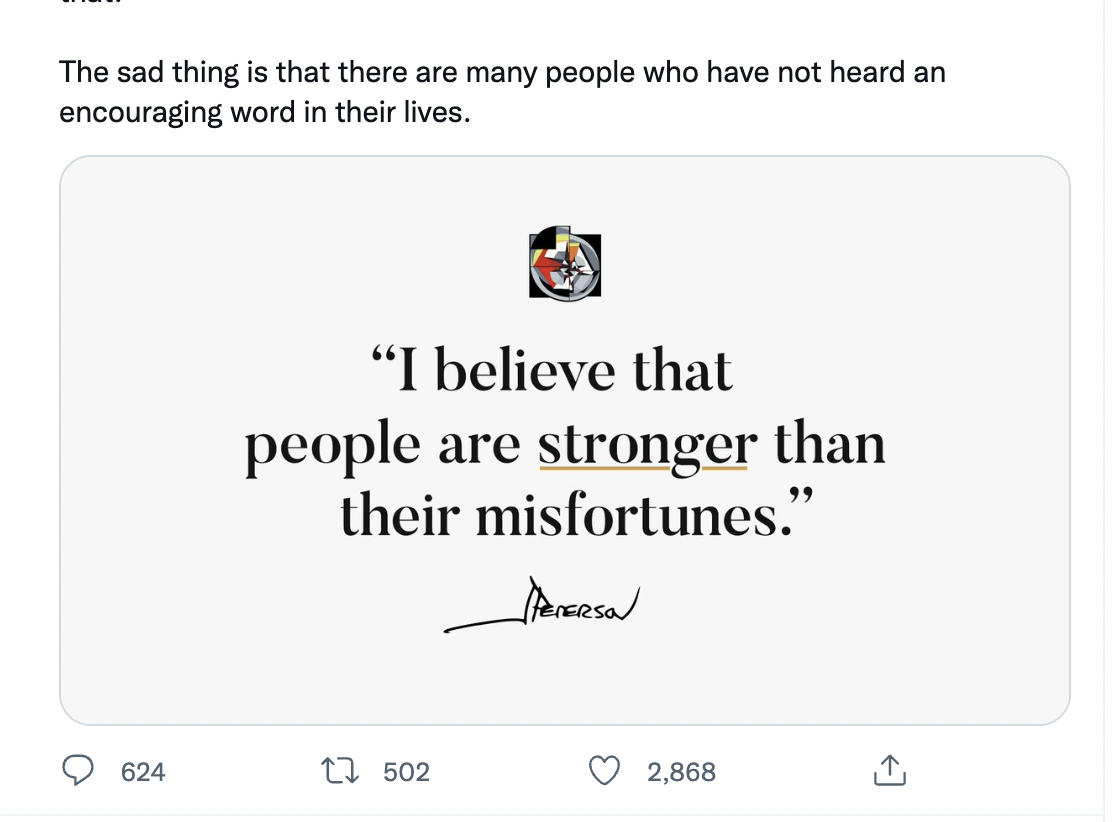 The sad thing is that there are many people who have not heard an
encouraging word in their lives.
“I believe that
people are stronger than
their misfortunes.”
JPETERSON
624 502 2,868